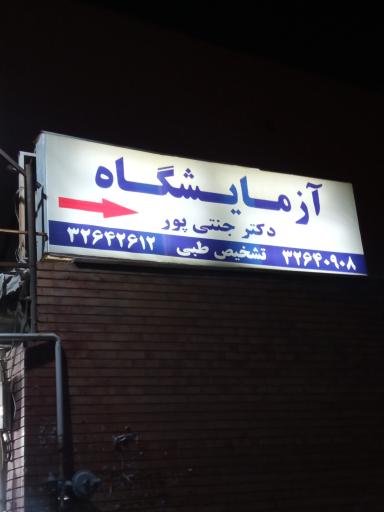 آزمایشگاه
دکتر جنتی پور
۳۲۶۴۰۹۰۸ تشخیص طبی ۳۲۶۴۲۶۱۲